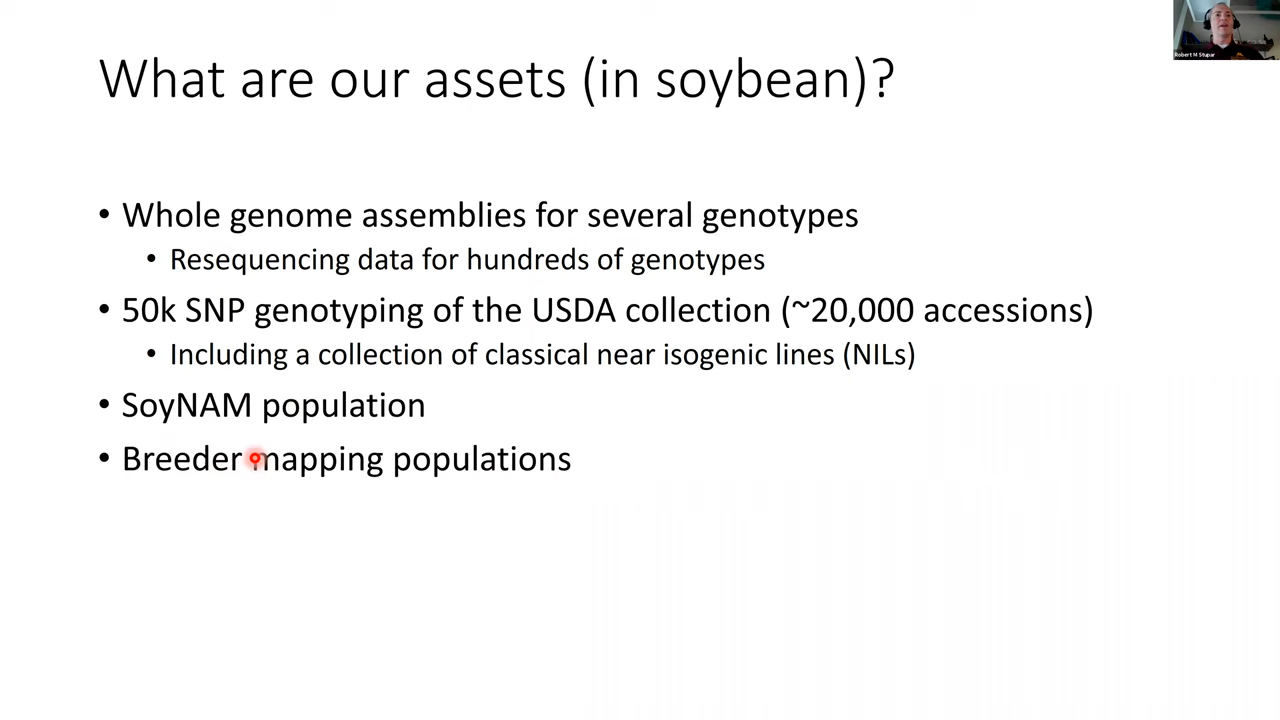 What are our assets (in soybean)?
• Whole genome assemblies for several genotypes
• Resequencing data for hundreds of genotypes
• 50k SNP genotyping of the USDA collection (~20,000 accessions)
• Including a collection of classical near isogenic lines (NILs)
• SoyNAM population
• Breeder mapping populations
Robert M Stupar